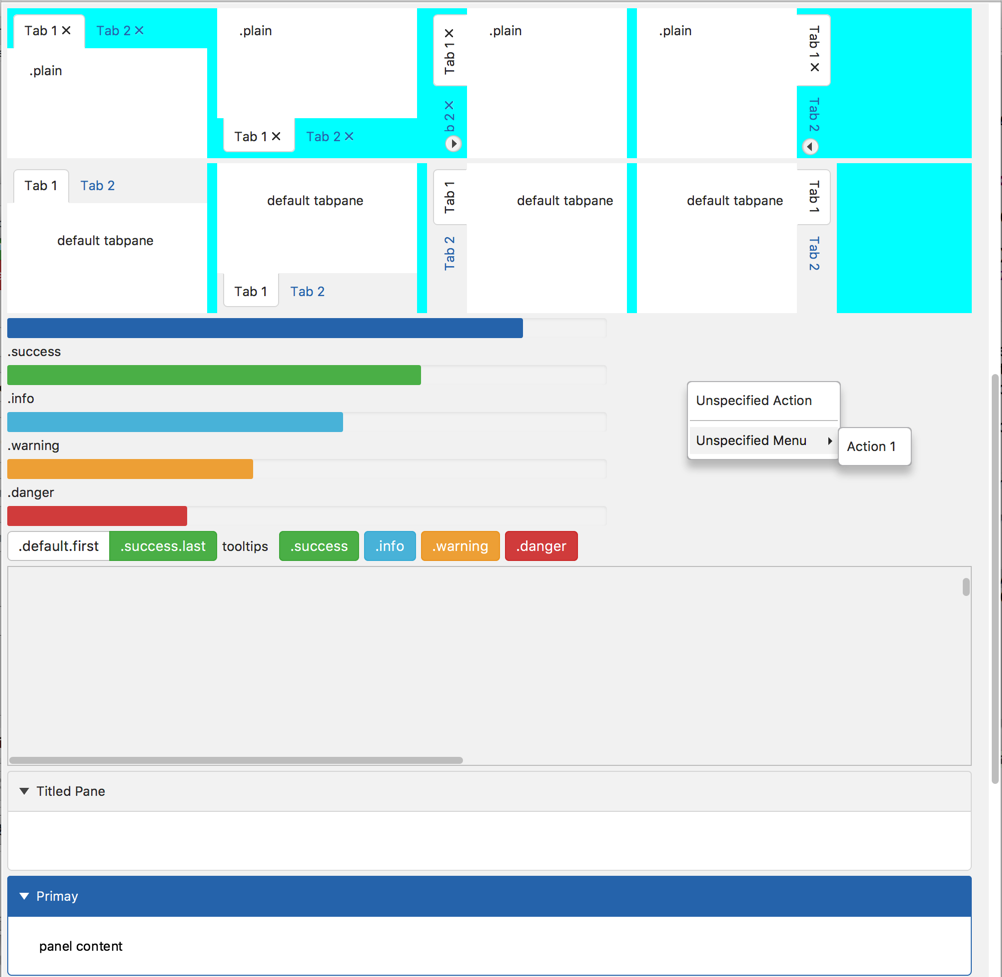 Tab 1 ✕ Tab 2 ✕
.plain
.plain
Tab 1 ✕ Tab 2 ✕
Tab 1 ✕
b 2 ✕
.plain
.plain
Tab 1 ✕
Tab 2
Tab 1 Tab 2
default tabpane
default tabpane
Tab 1 Tab 2
Tab 1
Tab 2
default tabpane
default tabpane
Tab 1
Tab 2
.success
.info
.warning
.danger
Unspecified Action
Unspecified Menu
Action 1
.default.first .success.last tooltips .success .info .warning .danger
Titled Pane
Primay
panel content